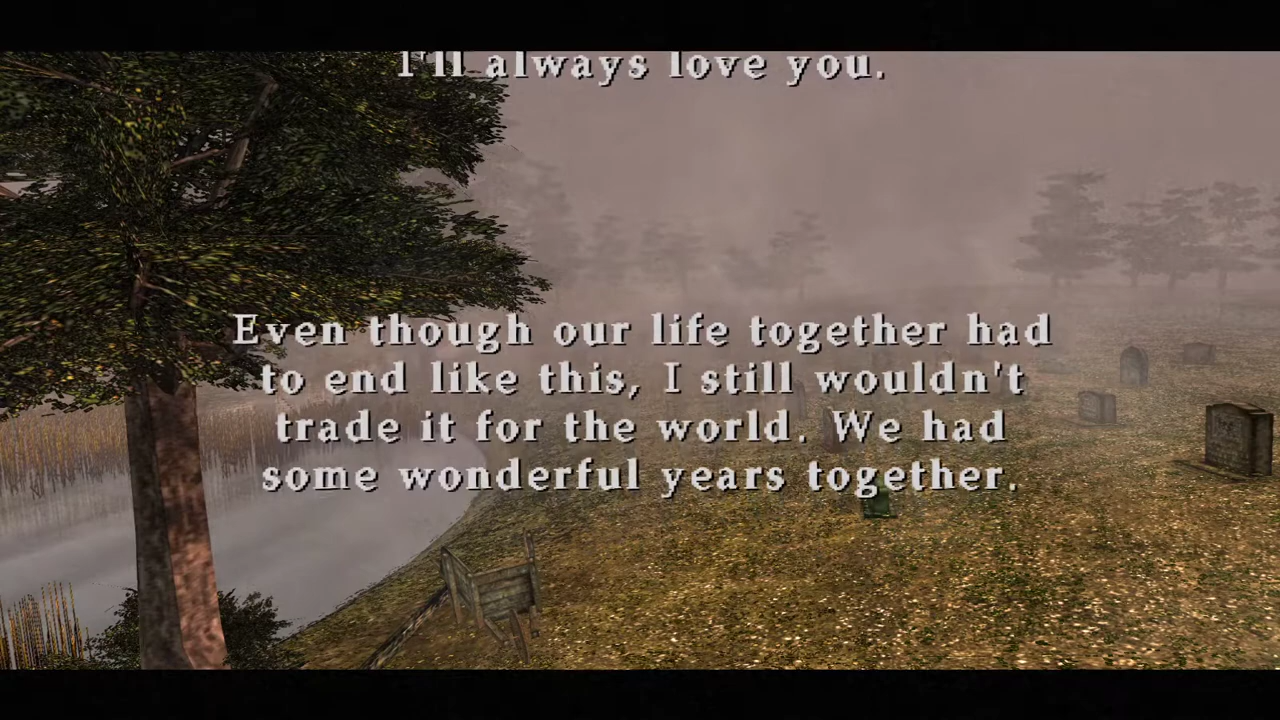 I'll always love you.
Even though our life together had
to end like this, I still wouldn't
trade it for the world. We had
some wonderful years together.